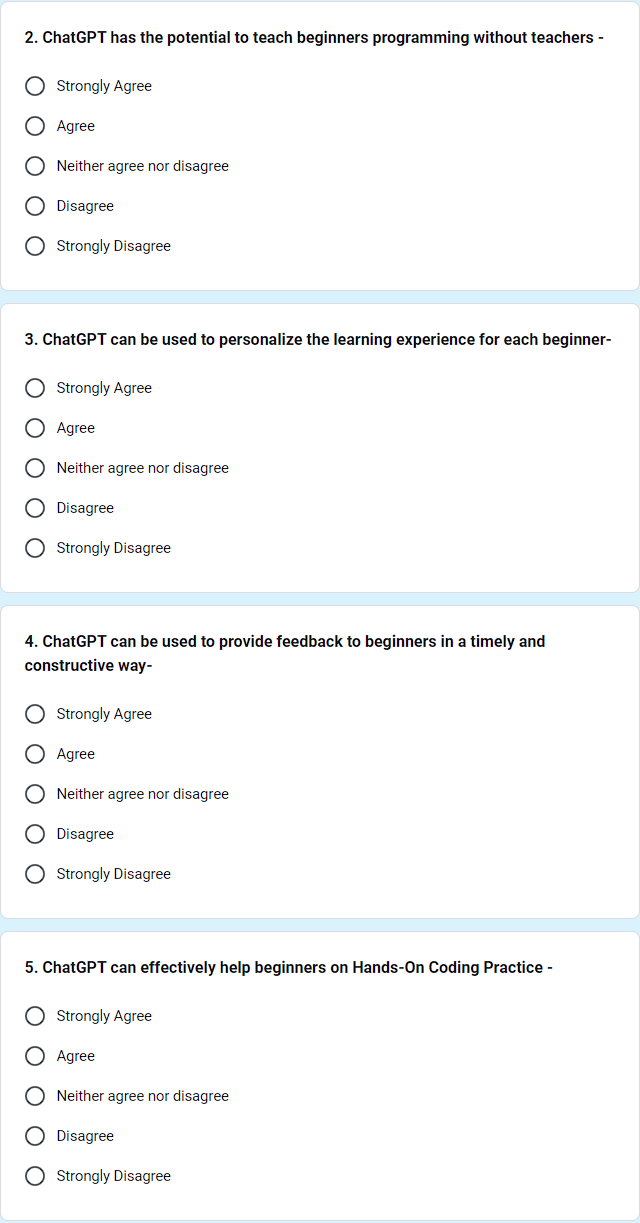 2. ChatGPT has the potential to teach beginners programming without teachers -
Strongly Agree
Agree
Neither agree nor disagree
Disagree
Strongly Disagree
3. ChatGPT can be used to personalize the learning experience for each beginner-
Strongly Agree
Agree
Neither agree nor disagree
Disagree
Strongly Disagree
4. ChatGPT can be used to provide feedback to beginners in a timely and
constructive way-
Strongly Agree
Agree
Neither agree nor disagree
Disagree
Strongly Disagree
5. ChatGPT can effectively help beginners on Hands-On Coding Practice -
Strongly Agree
Agree
Neither agree nor disagree
Disagree
Strongly Disagree